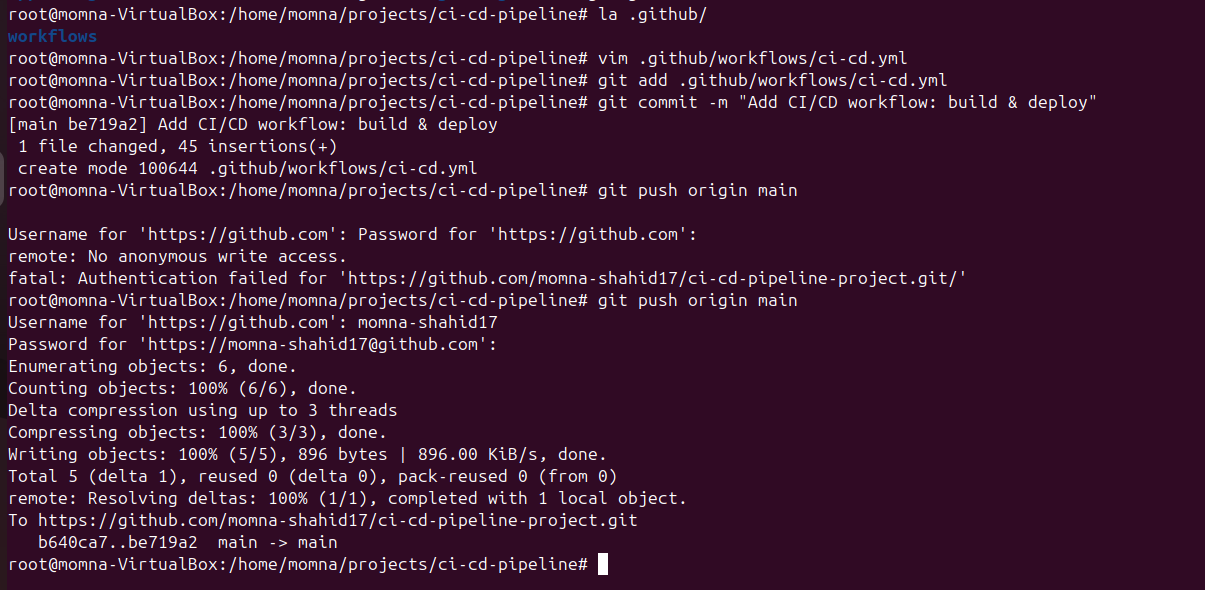 root@momna-VirtualBox:/home/momna/projects/ci-cd-pipeline# la .github/
workflows
root@momna-VirtualBox:/home/momna/projects/ci-cd-pipeline# vim .github/workflows/ci-cd.yml
root@momna-VirtualBox:/home/momna/projects/ci-cd-pipeline# git add .github/workflows/ci-cd.yml
root@momna-VirtualBox:/home/momna/projects/ci-cd-pipeline# git commit -m "Add CI/CD workflow: build & deploy"
[main be719a2] Add CI/CD workflow: build & deploy
 1 file changed, 45 insertions(+)
 create mode 100644 .github/workflows/ci-cd.yml
root@momna-VirtualBox:/home/momna/projects/ci-cd-pipeline# git push origin main
Username for 'https://github.com': Password for 'https://github.com':
remote: No anonymous write access.
fatal: Authentication failed for 'https://github.com/momna-shahid17/ci-cd-pipeline-project.git/'
root@momna-VirtualBox:/home/momna/projects/ci-cd-pipeline# git push origin main
Username for 'https://github.com': momna-shahid17
Password for 'https://momna-shahid17@github.com':
Enumerating objects: 6, done.
Counting objects: 100% (6/6), done.
Delta compression using up to 3 threads
Compressing objects: 100% (3/3), done.
Writing objects: 100% (5/5), 896 bytes | 896.00 KiB/s, done.
Total 5 (delta 1), reused 0 (delta 0), pack-reused 0 (from 0)
remote: Resolving deltas: 100% (1/1), completed with 1 local object.
To https://github.com/momna-shahid17/ci-cd-pipeline-project.git
   b640ca7..be719a2  main -> main
root@momna-VirtualBox:/home/momna/projects/ci-cd-pipeline#